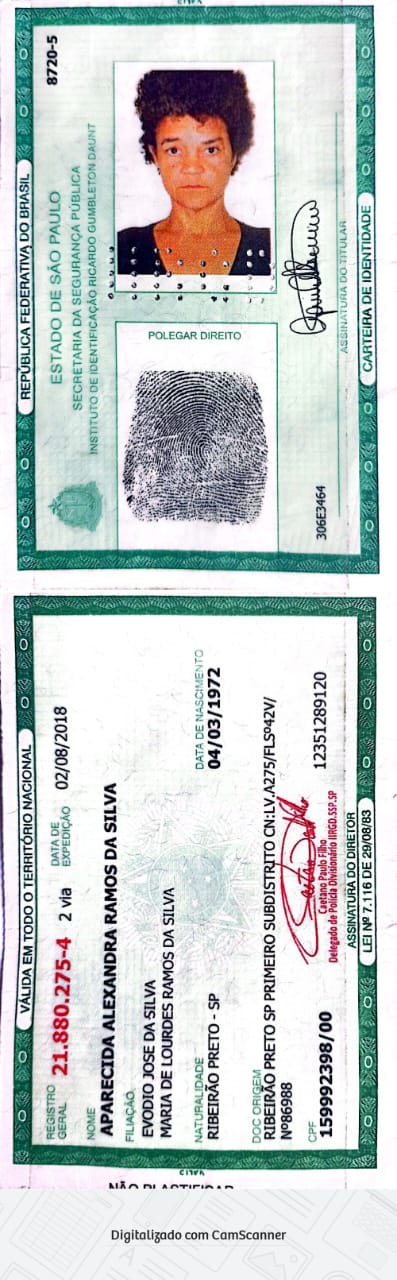 8720-5
REPÚBLICA FEDERATIVA DO BRASIL
ESTADO DE SÃO PAULO
SECRETARIA DA SEGURANÇA PÚBLICA
INSTITUTO DE IDENTIFICAÇÃO RICARDO GUMBLETON DAUNT
POLEGAR DIREITO
306E3464
ASSINATURA DO TITULAR
CARTEIRA DE IDENTIDADE
VÁLIDA EM TODO O TERRITÓRIO NACIONAL
REGISTRO GERAL 21.880.275-4 2 via DATA DE EXPEDIÇÃO 02/08/2018
NOME
APARECIDA ALEXANDRA RAMOS DA SILVA
FILIAÇÃO
EVODIO JOSE DA SILVA
MARIA DE LOURDES RAMOS DA SILVA
NATURALIDADE DATA DE NASCIMENTO
RIBEIRÃO PRETO - SP 04/03/1972
DOC ORIGEM
RIBEIRÃO PRETO SP PRIMEIRO SUBDISTRITO CN:LV.A275/FLSº42V/
Nº86988
CPF
159992398/00 12351289120
Caetano Paulo Filho
Delegado de Polícia Divisionário IIRGD.SSP.SP
ASSINATURA DO DIRETOR
LEI Nº 7.116 DE 29/08/83
NÃO PLASTIFICAR
Digitalizado com CamScanner